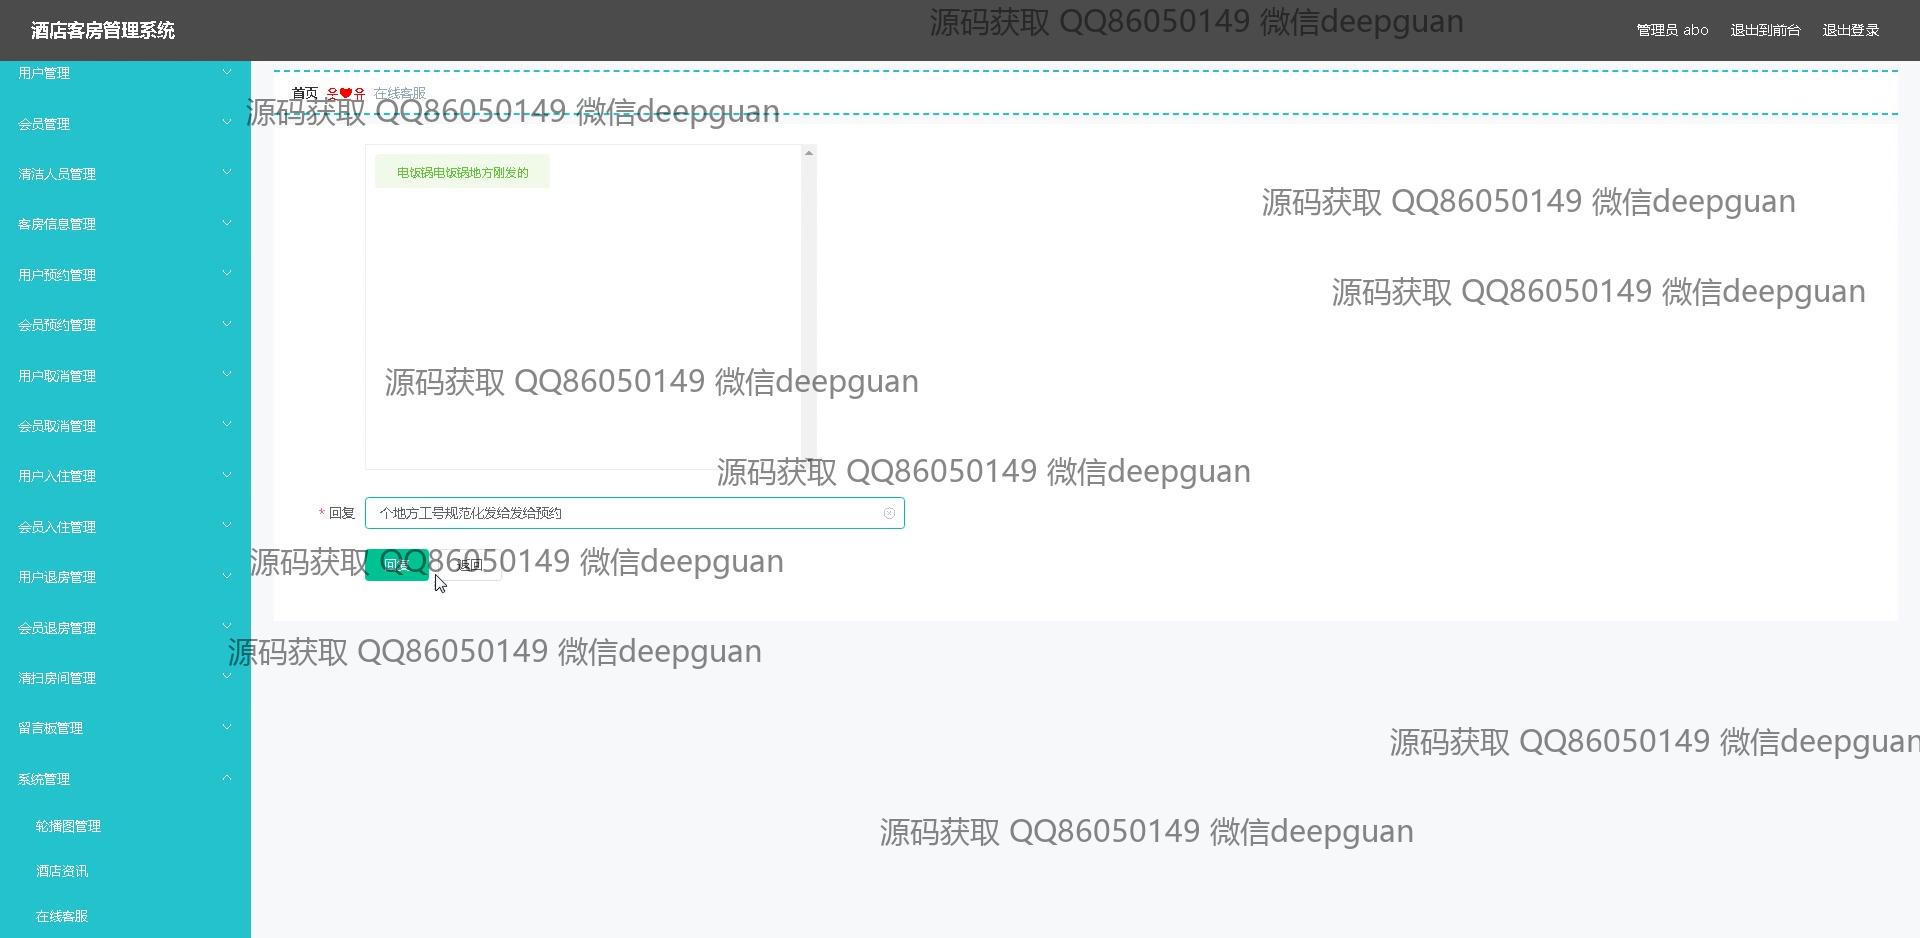 酒店客房管理系统
源码获取 QQ86050149 微信deepguan
管理员 abo 退出到前台 退出登录
用户管理
会员管理
清洁人员管理
客房信息管理
用户预约管理
会员预约管理
用户取消管理
会员取消管理
用户入住管理
会员入住管理
用户退房管理
会员退房管理
清扫房间管理
留言板管理
系统管理
轮播图管理
酒店资讯
在线客服
首页 웃❤유 在线客服
源码获取 QQ86050149 微信deepguan
电饭锅电饭锅地方刚发的
源码获取 QQ86050149 微信deepguan
源码获取 QQ86050149 微信deepguan
源码获取 QQ86050149 微信deepguan
源码获取 QQ86050149 微信deepguan
* 回复 个地方工号规范化发给发给预约
回复 返回
源码获取 QQ86050149 微信deepguan
源码获取 QQ86050149 微信deepguan
源码获取 QQ86050149 微信deepguan
源码获取 QQ86050149 微信deepguan